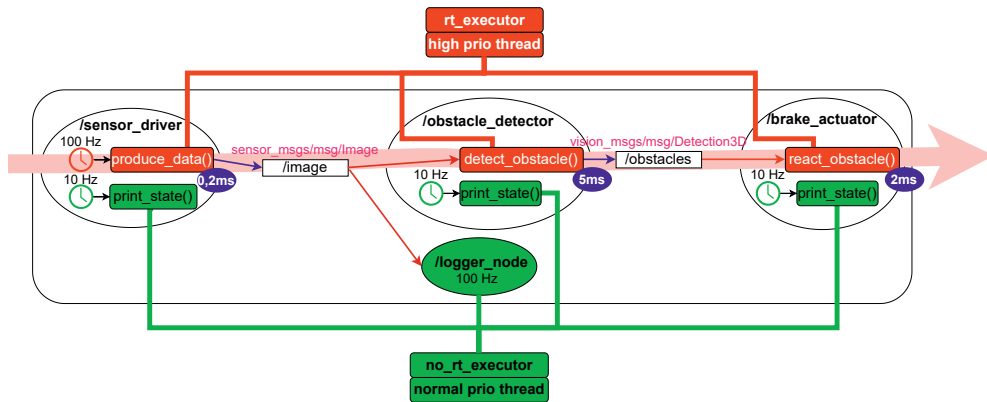 rt_executor
high prio thread
/sensor_driver
/obstacle_detector
/brake_actuator
100 Hz
sensor_msgs/msg/Image
vision_msgs/msg/Detection3D
produce_data()
/image
detect_obstacle()
/obstacles
react_obstacle()
0,2ms
5ms
2ms
10 Hz
print_state()
10 Hz
print_state()
10 Hz
print_state()
/logger_node
100 Hz
no_rt_executor
normal prio thread